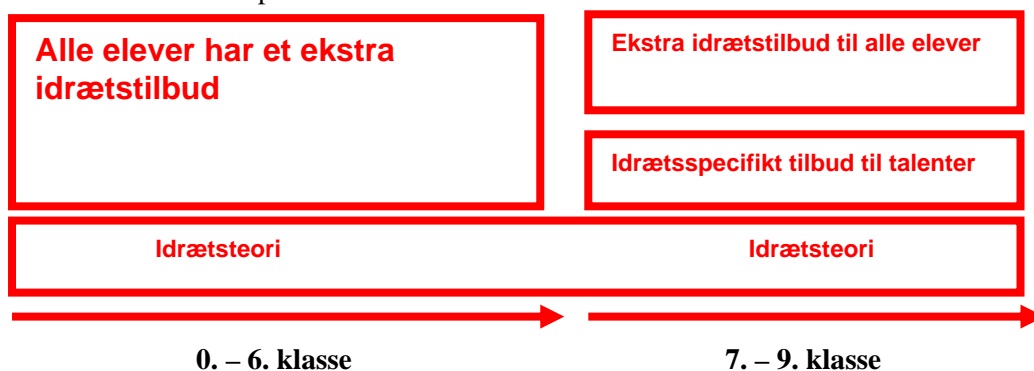 Alle elever har et ekstra
idrætstilbud
Ekstra idrætstilbud til alle elever
Idrætsspecifikt tilbud til talenter
Idrætsteori
Idrætsteori
0. – 6. klasse
7. – 9. klasse